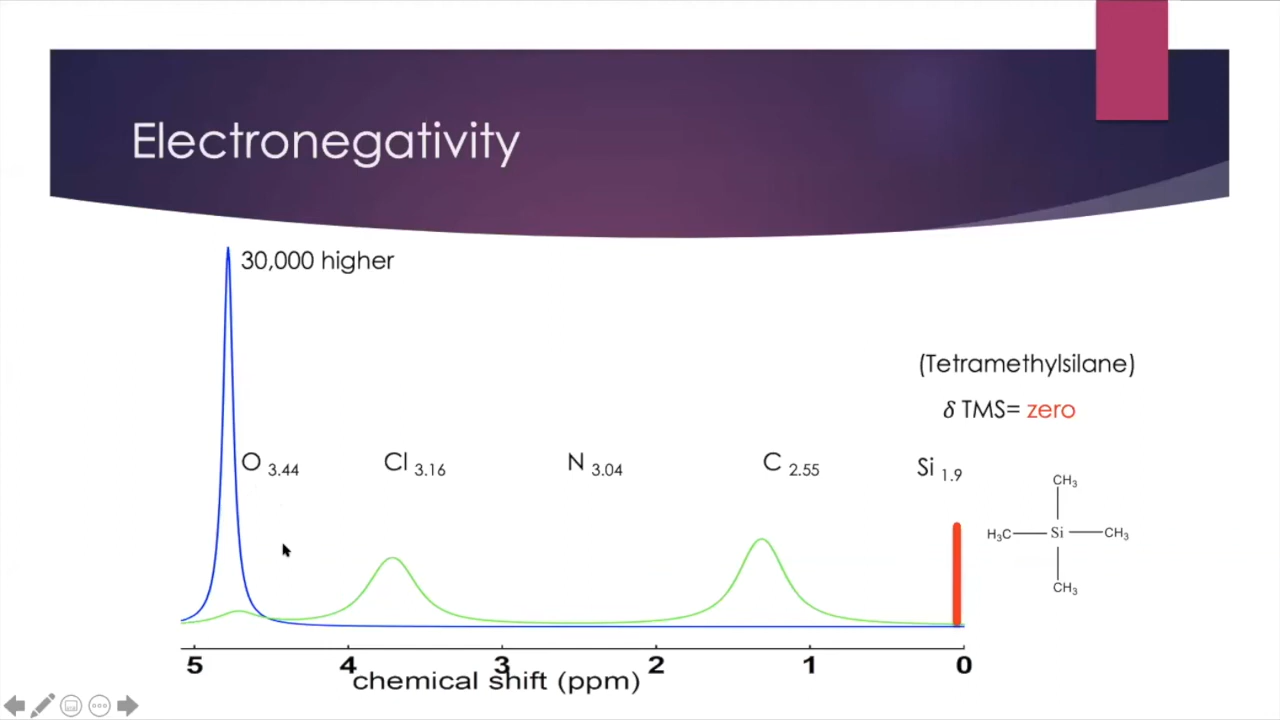 Electronegativity
30,000 higher
(Tetramethylsilane)
δ TMS= zero
O 3.44 Cl 3.16 N 3.04 C 2.55 Si 1.9
CH3
H3C Si CH3
CH3
5 4 3 2 1 0
chemical shift (ppm)